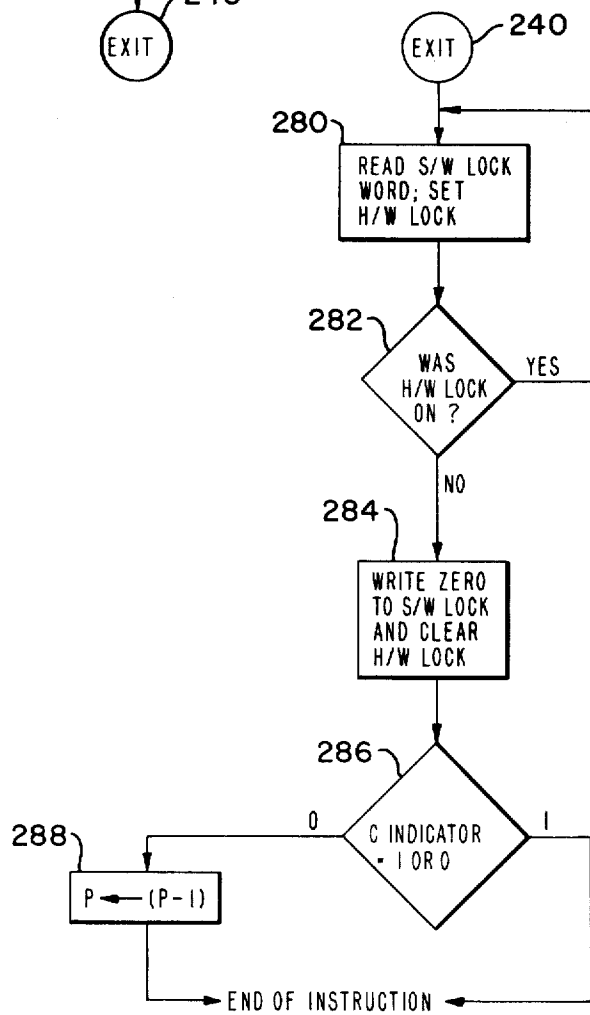 EXIT
EXIT
240
280
READ S/W LOCK
WORD; SET
H/W LOCK
282
WAS
H/W LOCK
ON ?
YES
NO
284
WRITE ZERO
TO S/W LOCK
AND CLEAR
H/W LOCK
286
C INDICATOR
= 1 OR 0
0
1
288
P ← (P-1)
END OF INSTRUCTION